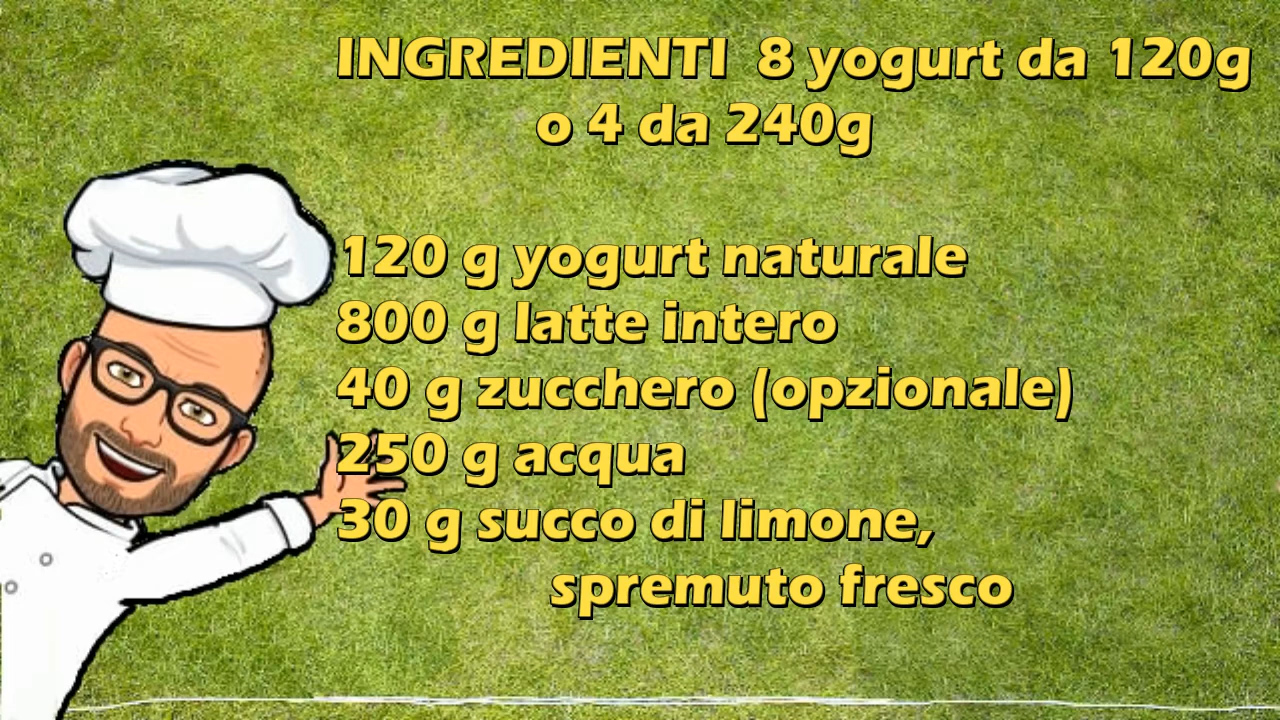 INGREDIENTI 8 yogurt da 120g
o 4 da 240g
120 g yogurt naturale
800 g latte intero
40 g zucchero (opzionale)
250 g acqua
30 g succo di limone,
spremuto fresco